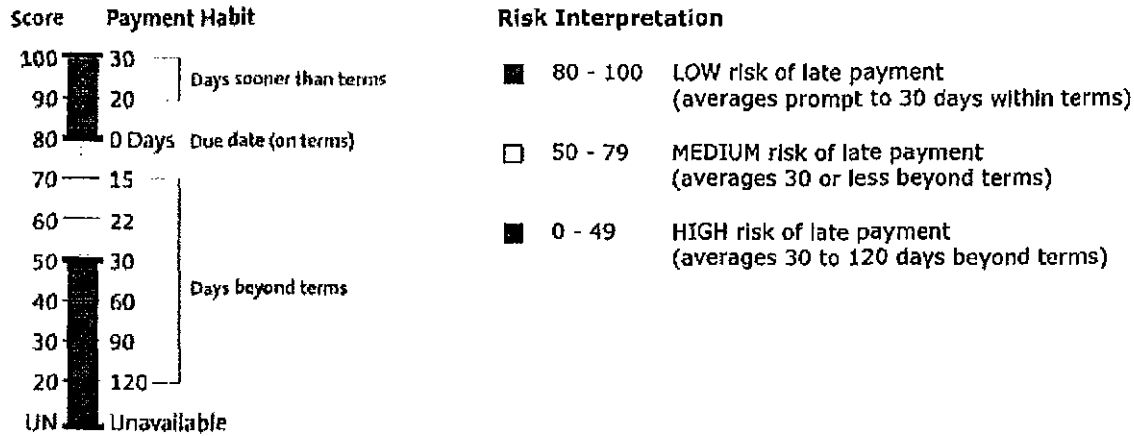 Score Payment Habit
100 30
Days sooner than terms
90 20
80 0 Days Due date (on terms)
70 15
60 22
50 30
Days beyond terms
40 60
30 90
20 120
UN Unavailable
Risk Interpretation
80 - 100 LOW risk of late payment
(averages prompt to 30 days within terms)
50 - 79 MEDIUM risk of late payment
(averages 30 or less beyond terms)
0 - 49 HIGH risk of late payment
(averages 30 to 120 days beyond terms)